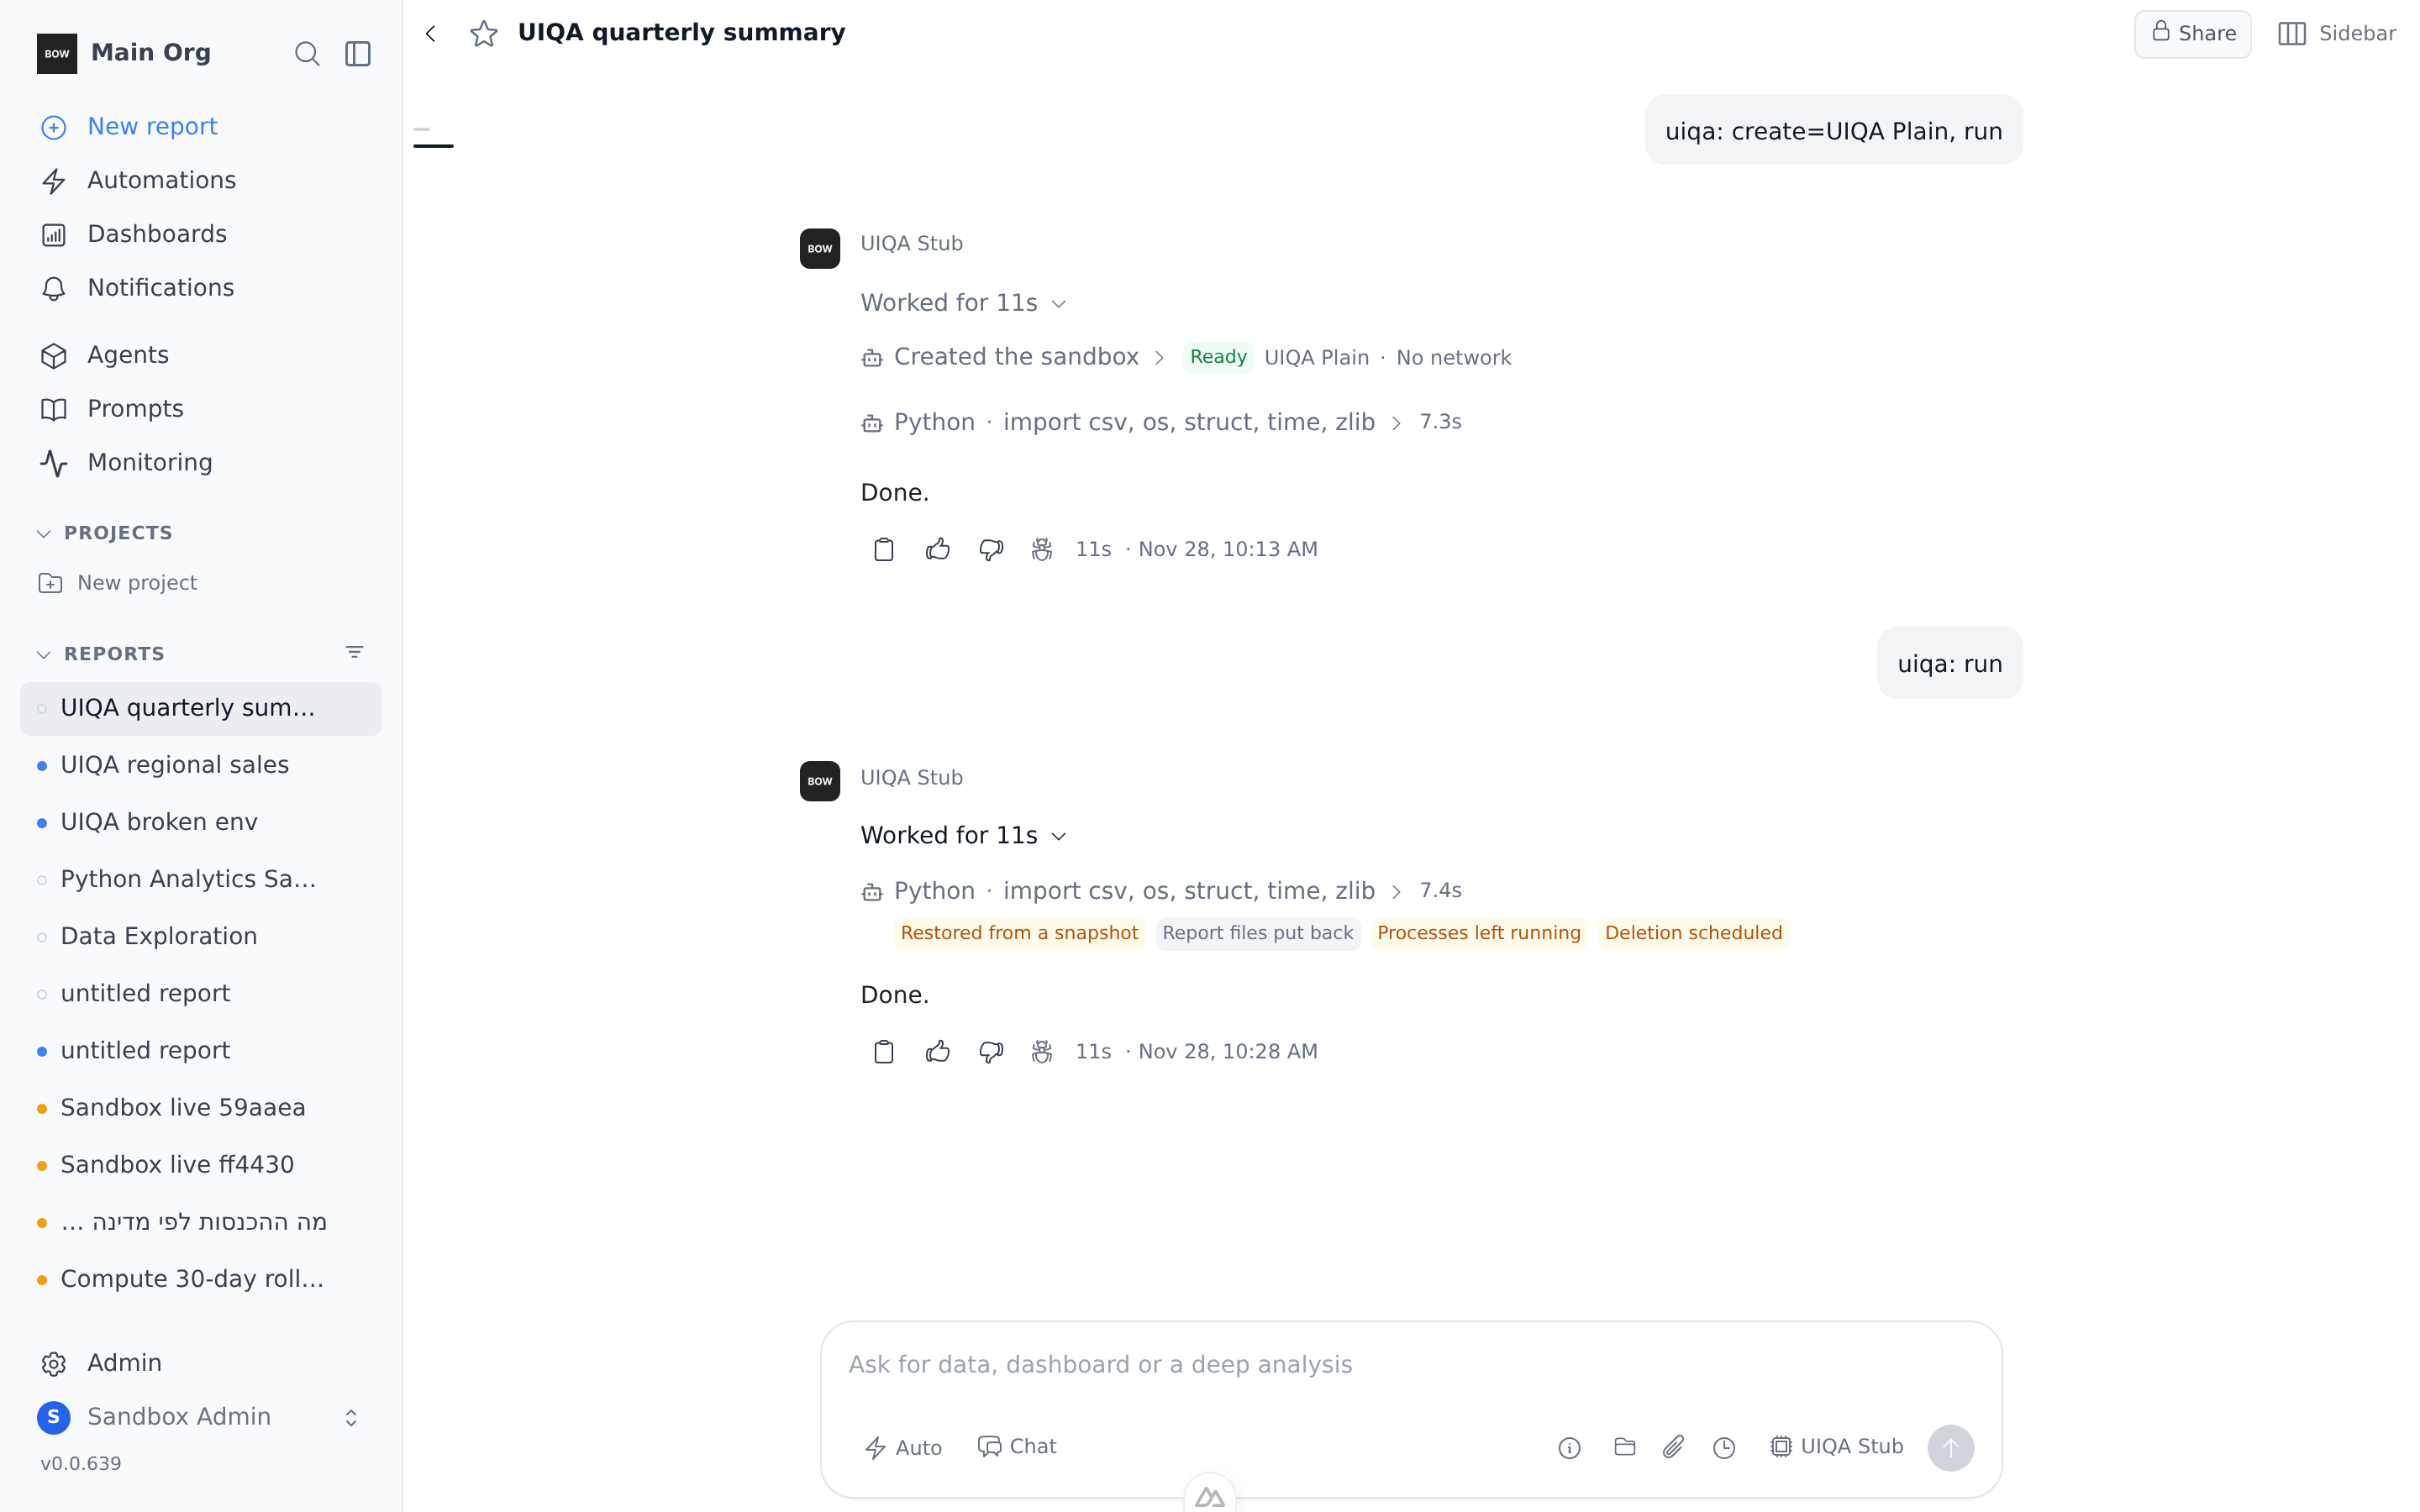 BOW Main Org
New report
Automations
Dashboards
Notifications
Agents
Prompts
Monitoring
PROJECTS
New project
REPORTS
UIQA quarterly sum...
UIQA regional sales
UIQA broken env
Python Analytics Sa...
Data Exploration
untitled report
untitled report
Sandbox live 59aaea
Sandbox live ff4430
מה ההכנסות לפי מדינה ...
Compute 30-day roll...
Admin
S Sandbox Admin
v0.0.639
UIQA quarterly summary
Share
Sidebar
uiqa: create=UIQA Plain, run
BOW UIQA Stub
Worked for 11s
Created the sandbox Ready UIQA Plain · No network
Python · import csv, os, struct, time, zlib 7.3s
Done.
11s · Nov 28, 10:13 AM
uiqa: run
BOW UIQA Stub
Worked for 11s
Python · import csv, os, struct, time, zlib 7.4s
Restored from a snapshot Report files put back Processes left running Deletion scheduled
Done.
11s · Nov 28, 10:28 AM
Ask for data, dashboard or a deep analysis
Auto Chat UIQA Stub